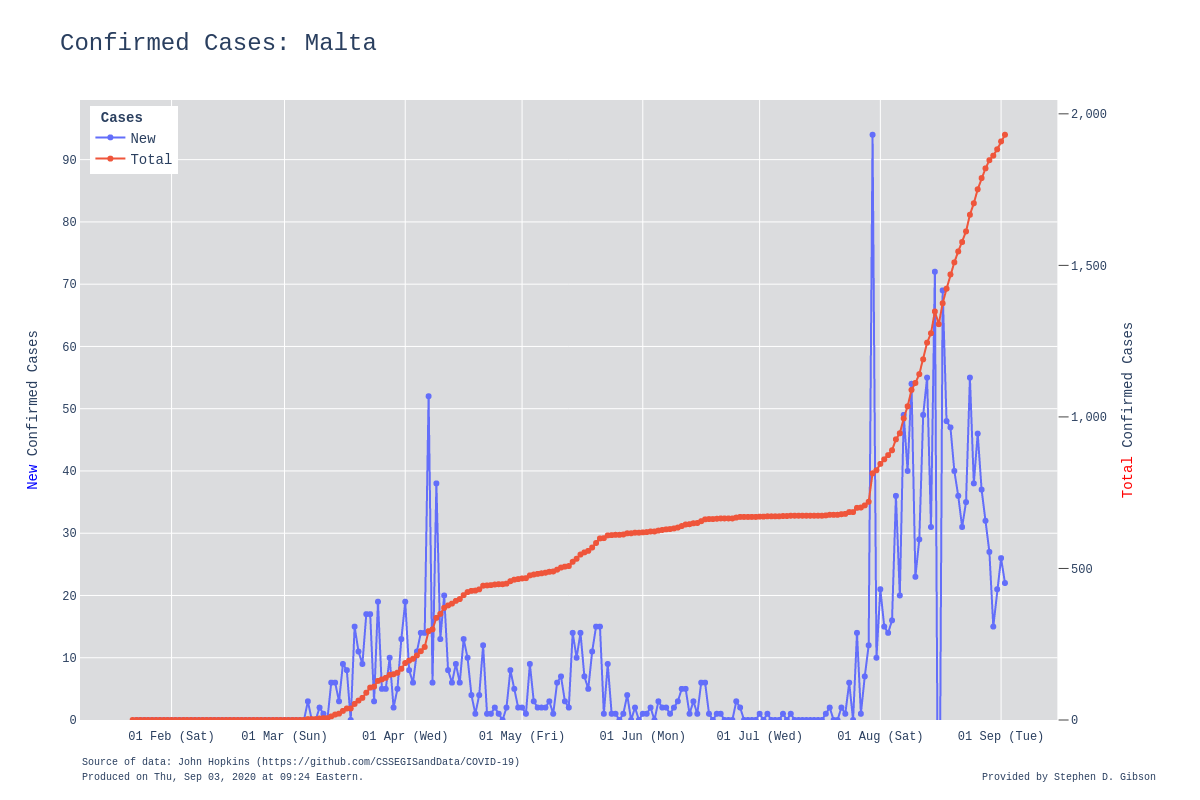 Confirmed Cases: Malta
Cases
New
Total
90
80
70
60
50
40
30
20
10
0
New Confirmed Cases
2,000
1,500
1,000
500
0
Total Confirmed Cases
01 Feb (Sat)
01 Mar (Sun)
01 Apr (Wed)
01 May (Fri)
01 Jun (Mon)
01 Jul (Wed)
01 Aug (Sat)
01 Sep (Tue)
Source of data: John Hopkins (https://github.com/CSSEGISandData/COVID-19)
Produced on Thu, Sep 03, 2020 at 09:24 Eastern.
Provided by Stephen D. Gibson